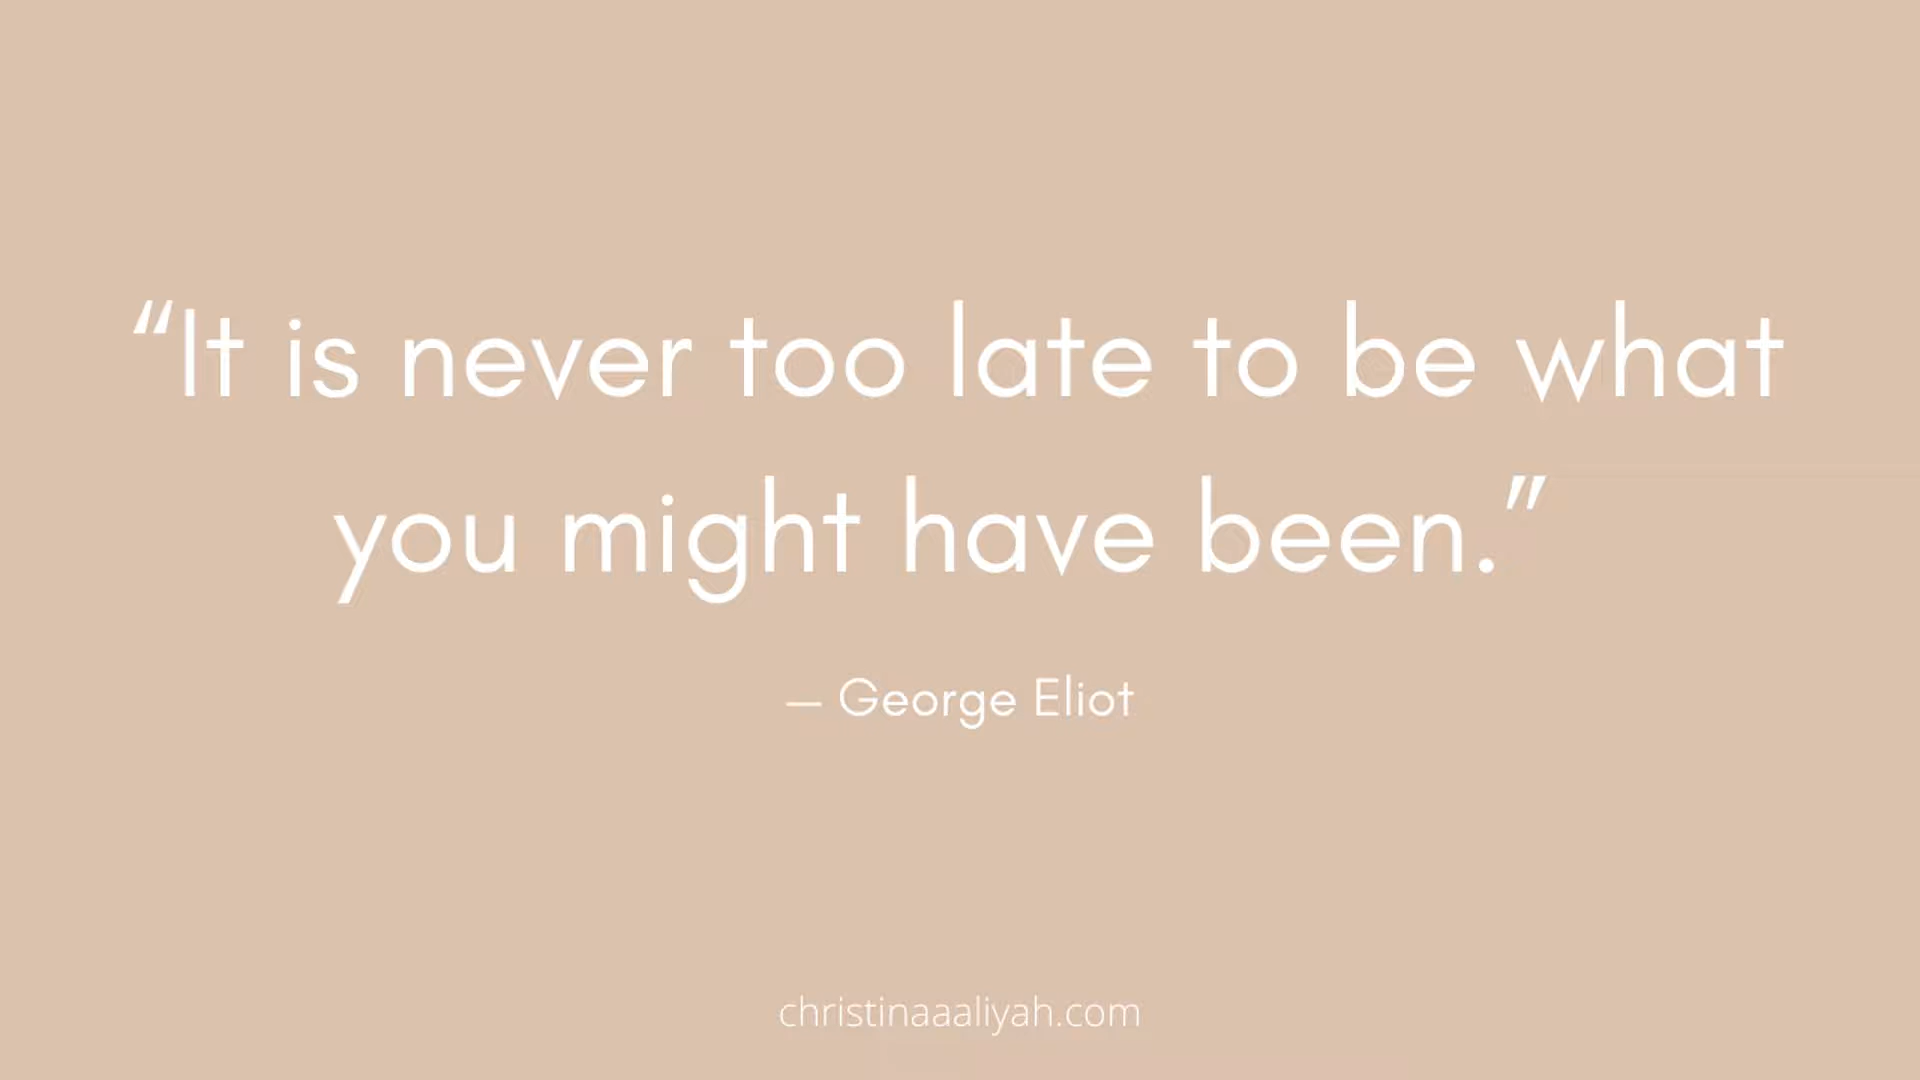 “It is never too late to be what
you might have been.”
– George Eliot
christinaaaliyah.com